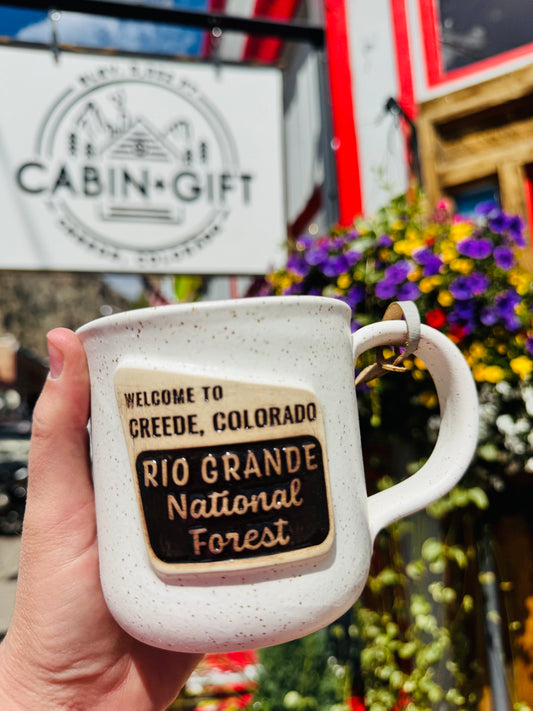 CABIN GIFT
WELCOME TO
CREEDE, COLORADO
RIO GRANDE
National
Forest